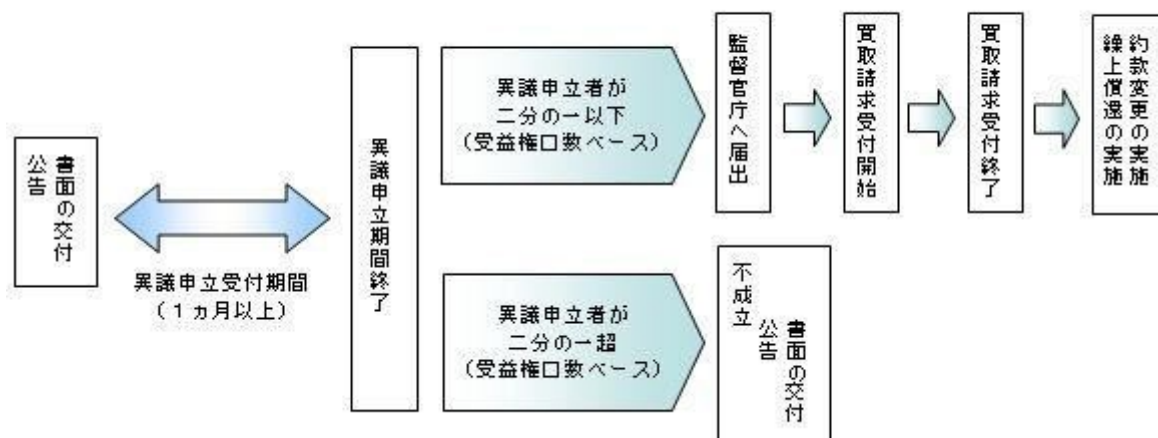 書面の交付
公告
異議申立受付期間
（１ヵ月以上）
異議申立期間終了
異議申立者が
二分の一以下
（受益権口数ベース）
監督官庁へ届出
買取請求受付開始
買取請求受付終了
約款変更の実施
繰上償還の実施
異議申立者が
二分の一超
（受益権口数ベース）
不成立
書面の交付
公告